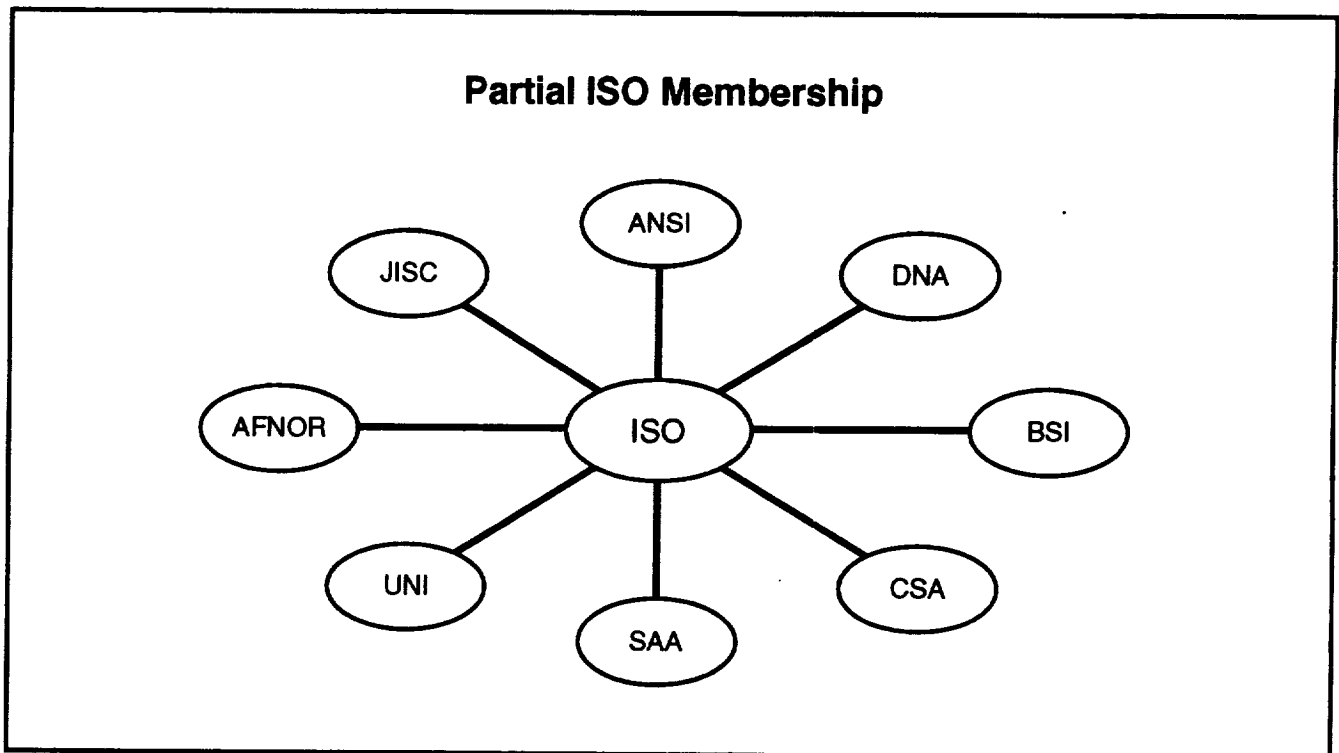 Partial ISO Membership
ANSI
JISC
DNA
AFNOR
ISO
BSI
UNI
CSA
SAA